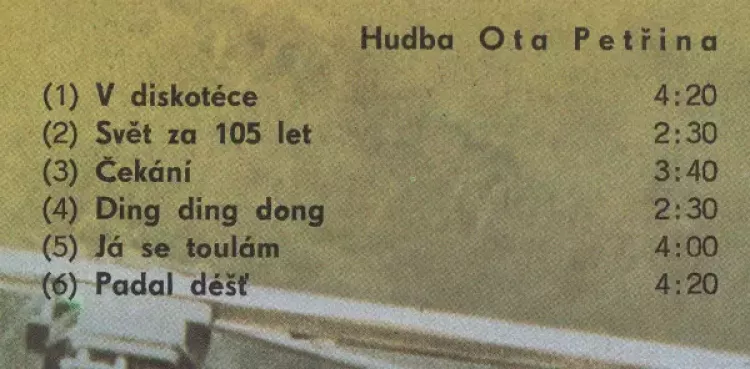 Hudba Ota Petřina
(1) V diskotéce 4:20
(2) Svět za 105 let 2:30
(3) Čekání 3:40
(4) Ding ding dong 2:30
(5) Já se toulám 4:00
(6) Padal déšť 4:20